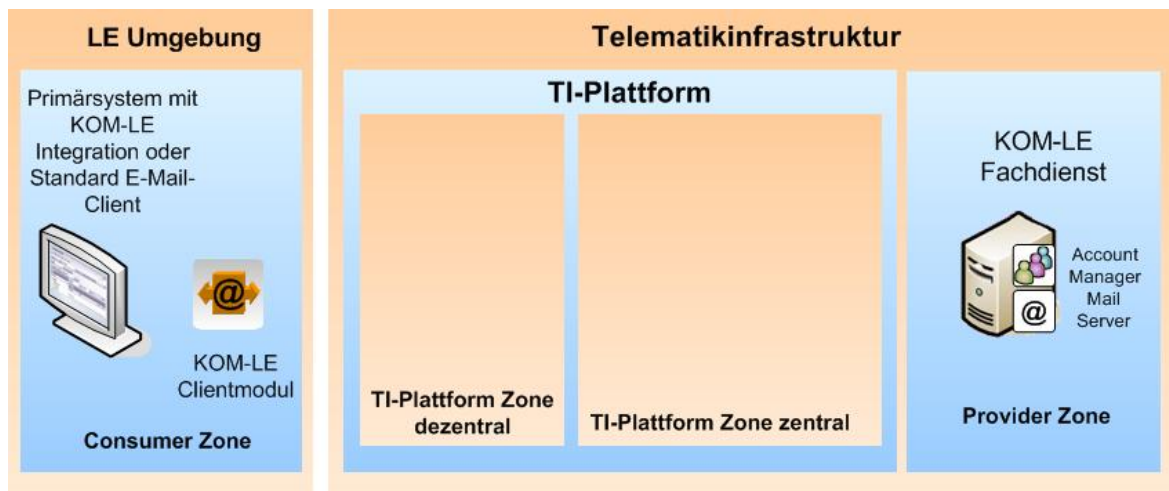 LE Umgebung
Primärsystem mit
KOM-LE
Integration oder
Standard E-Mail-
Client
@
KOM-LE
Clientmodul
Consumer Zone
Telematikinfrastruktur
TI-Plattform
TI-Plattform Zone
dezentral
TI-Plattform Zone zentral
KOM-LE
Fachdienst
Account
Manager
Mail
Server
@
Provider Zone